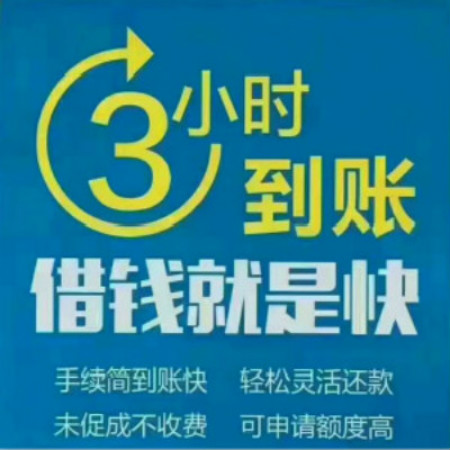 3小时
到账
借钱就是快
手续简到账快 轻松灵活还款
未促成不收费 可申请额度高